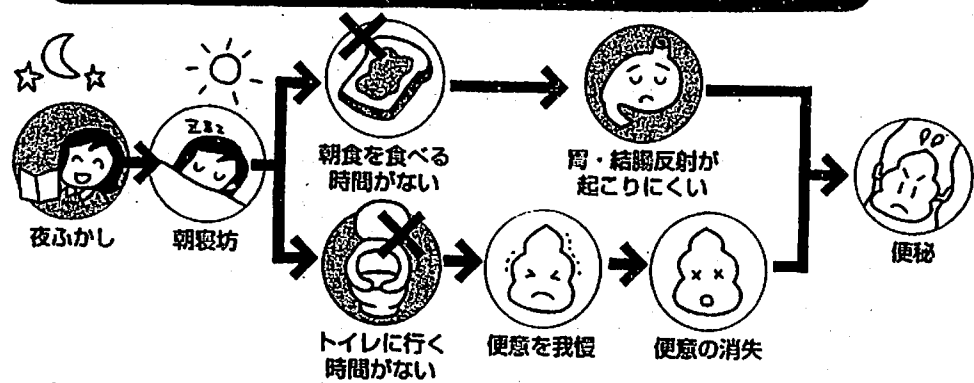 zzz
夜ふかし
朝寝坊
朝食を食べる
時間がない
胃・結腸反射が
起こりにくい
トイレに行く
時間がない
便意を我慢
便意の消失
便秘